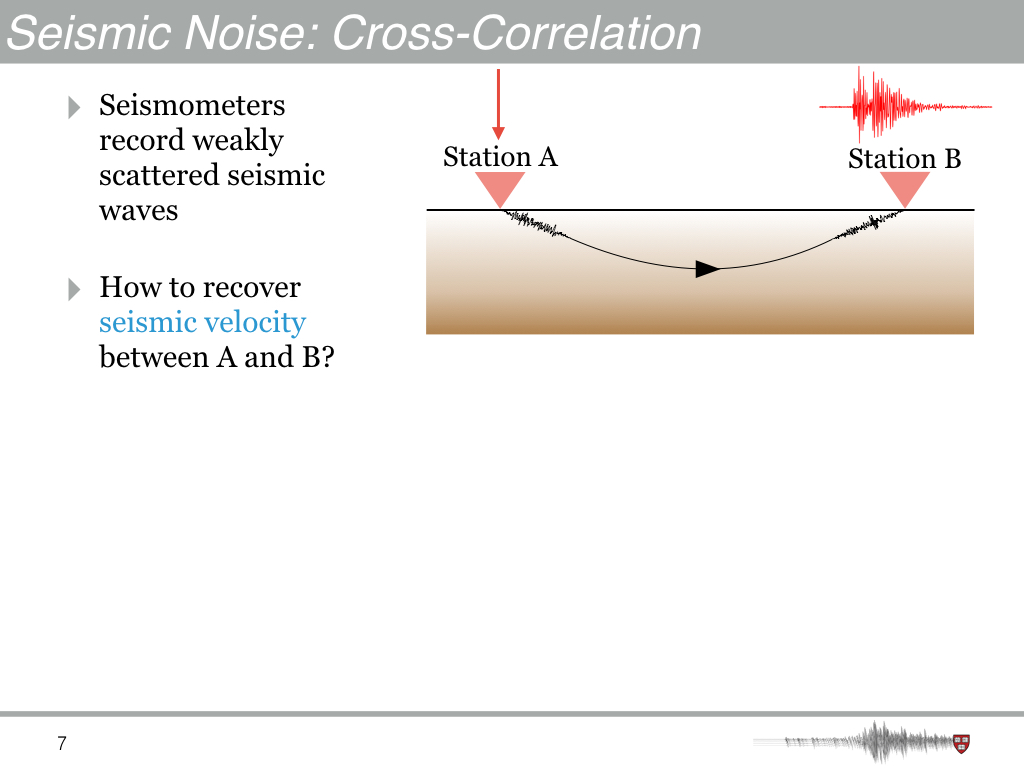 Seismic Noise: Cross-Correlation
Seismometers
record weakly
scattered seismic
waves
How to recover
seismic velocity
between A and B?
Station A
Station B
7